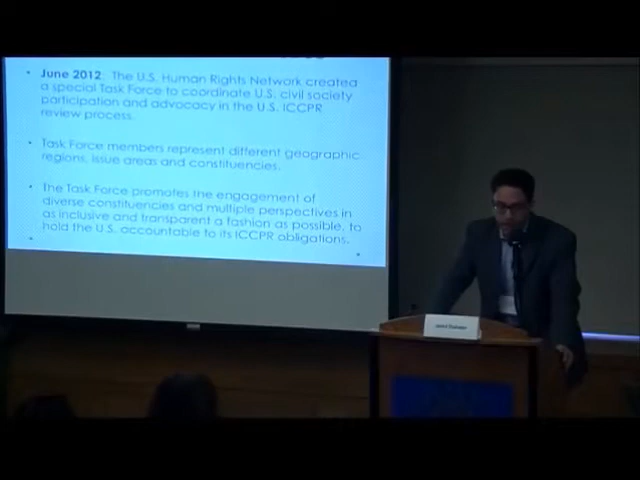 • June 2012 The U.S. Human Rights Network created
a special Task Force to coordinate U.S. civil society
participation and advocacy in the U.S. ICCPR
review process.
• Task Force members represent different geographic
regions, issue areas and constituencies.
• The Task Force promotes the engagement of
diverse constituencies and multiple perspectives in
as inclusive and transparent a fashion as possible, to
hold the U.S. accountable to its ICCPR obligations.